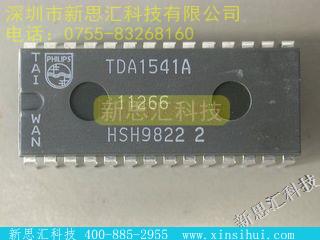 深圳市新思汇科技有限公司
电话：0755-83268160
PHILIPS
TAI
WAN
TDA1541A
11266
新思汇科技
HSH9822 2
新思汇科技
新思汇科技 400-885-2955 www.xinsihui.com